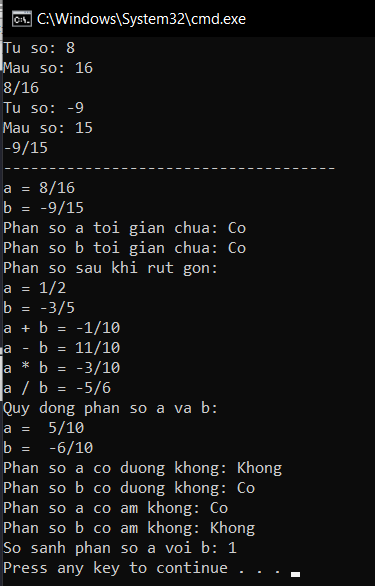 C:\Windows\System32\cmd.exe
Tu so: 8
Mau so: 16
8/16
Tu so: -9
Mau so: 15
-9/15
-------------------------------------
a = 8/16
b = -9/15
Phan so a toi gian chua: Co
Phan so b toi gian chua: Co
Phan so sau khi rut gon:
a = 1/2
b = -3/5
a + b = -1/10
a - b = 11/10
a * b = -3/10
a / b = -5/6
Quy dong phan so a va b:
a =  5/10
b =  -6/10
Phan so a co duong khong: Khong
Phan so b co duong khong: Co
Phan so a co am khong: Co
Phan so b co am khong: Khong
So sanh phan so a voi b: 1
Press any key to continue . . .